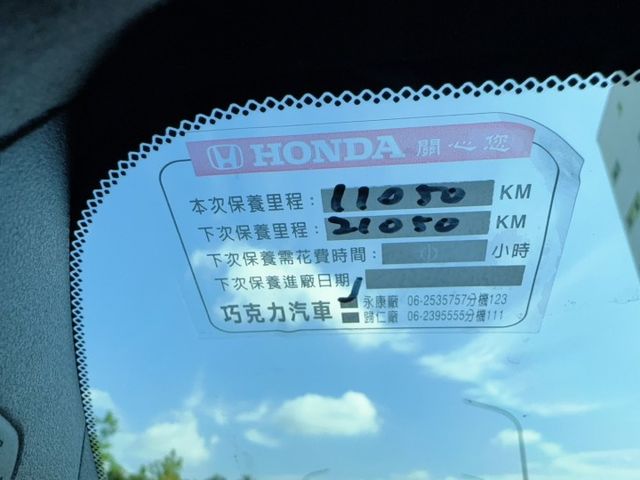 HONDA 關心您
本次保養里程: 11050 KM
下次保養里程: 21050 KM
下次保養需花費時間: 小時
下次保養進廠日期
巧克力汽車
永康廠 06-2535757分機123
歸仁廠 06-2395555分機111